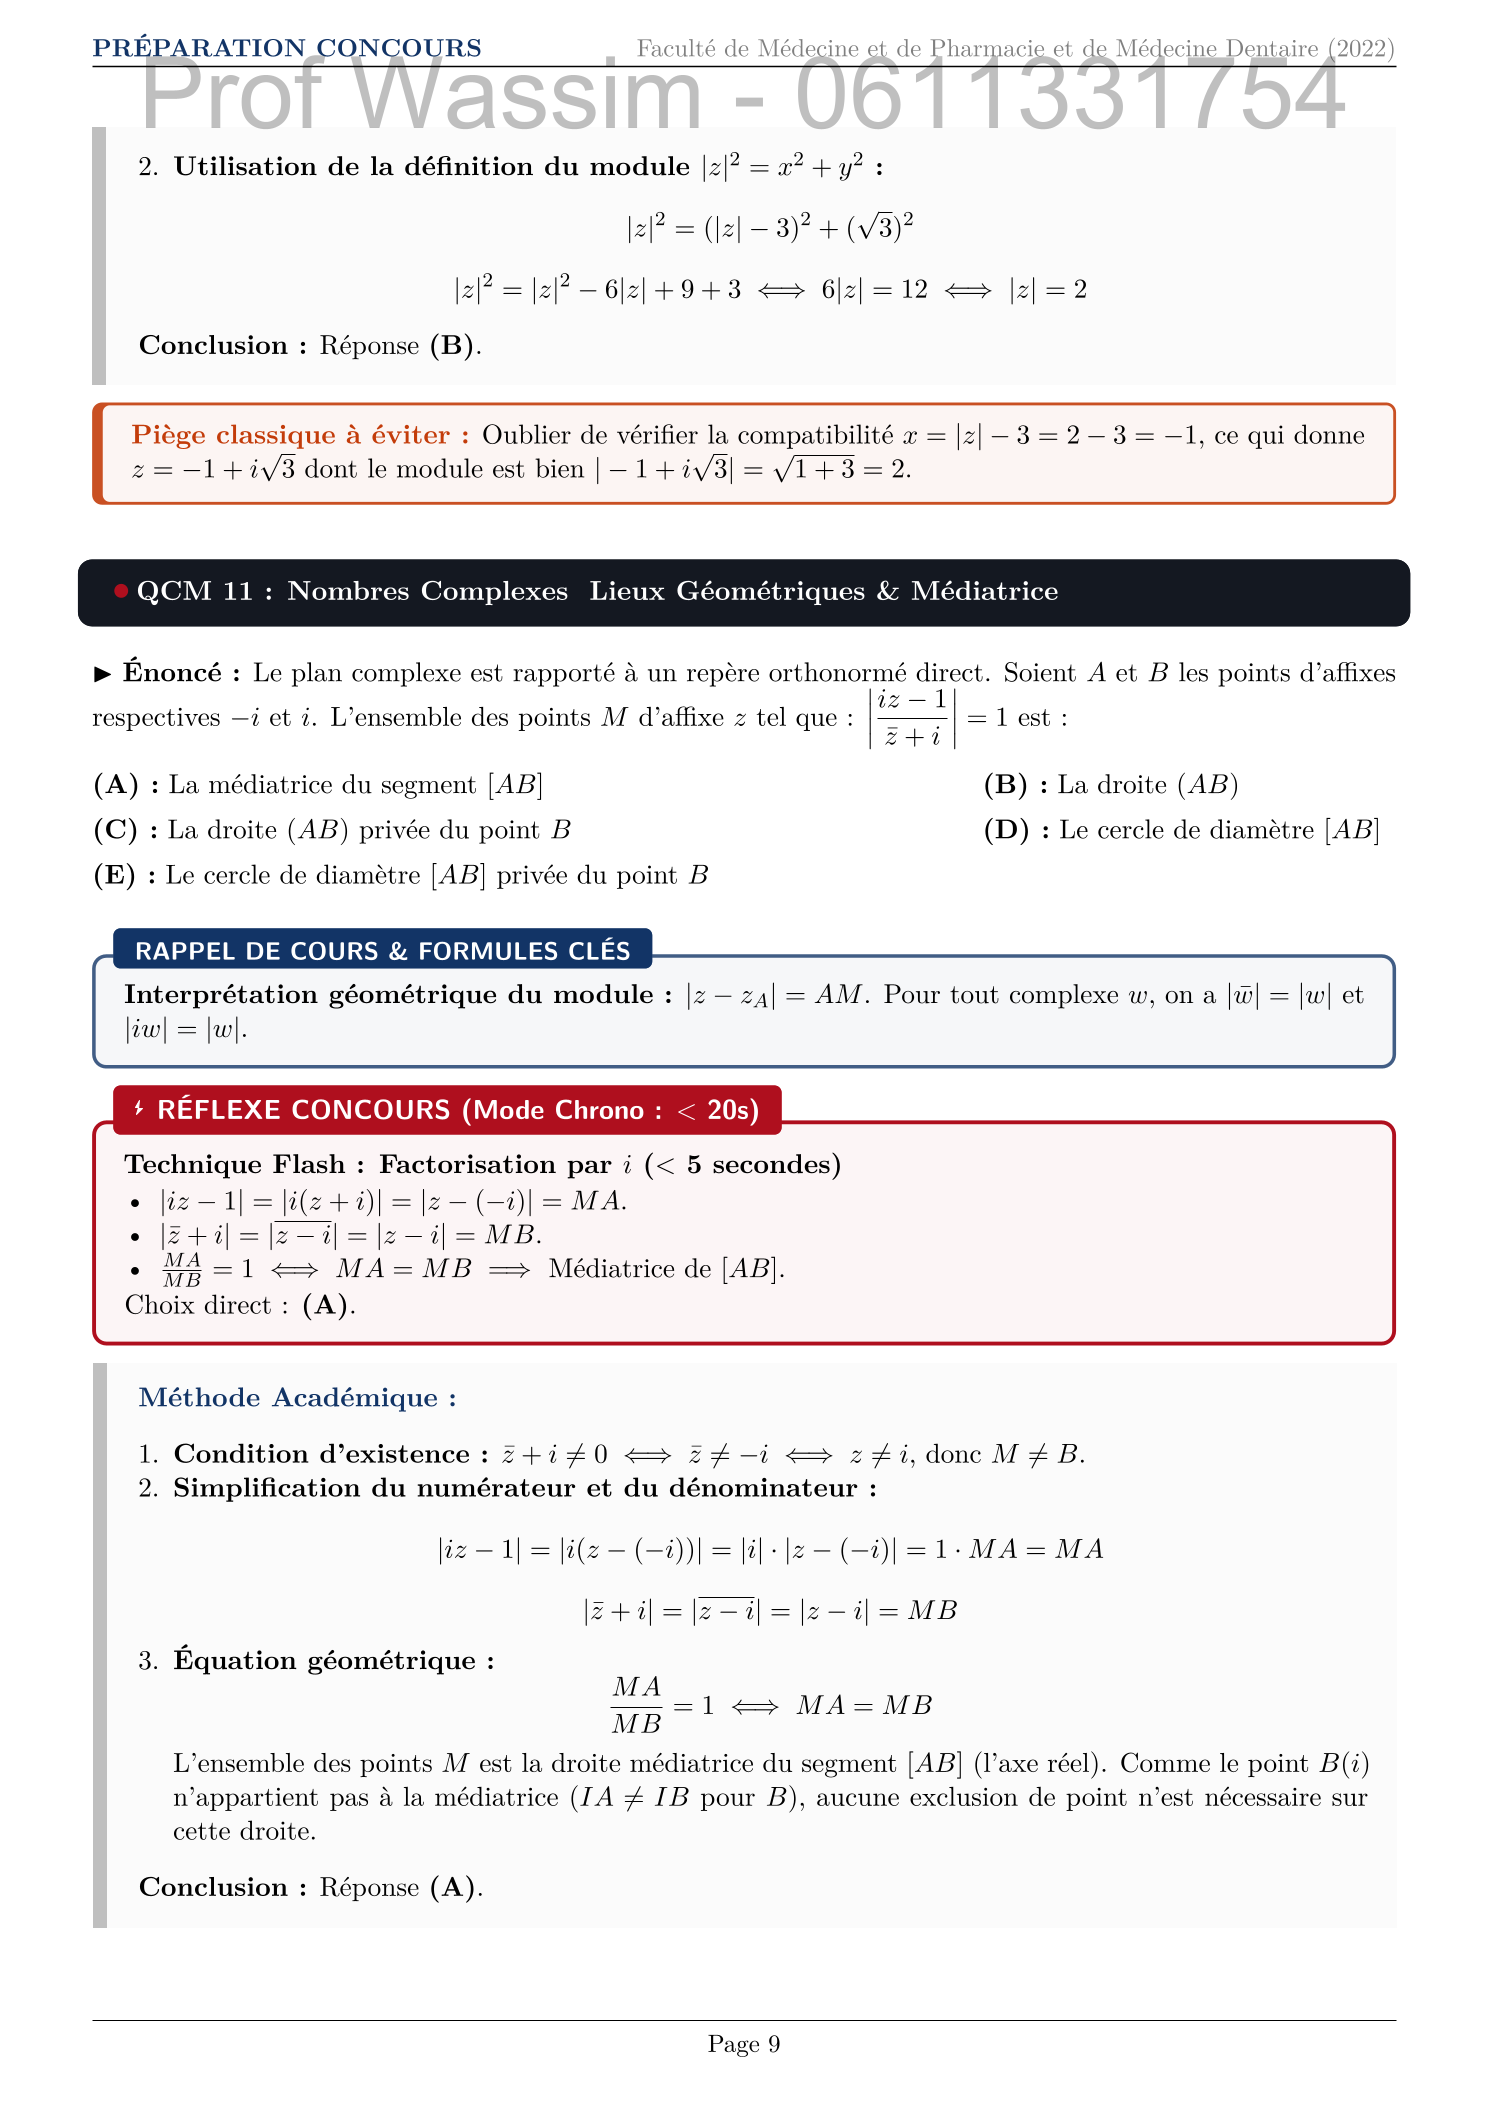 PRÉPARATION CONCOURS Faculté de Médecine et de Pharmacie et de Médecine Dentaire (2022)
Prof Wassim - 0611331754
2. Utilisation de la définition du module |z|² = x² + y² :
|z|² = (|z| − 3)² + (√3)²
|z|² = |z|² − 6|z| + 9 + 3 ⟺ 6|z| = 12 ⟺ |z| = 2
Conclusion : Réponse (B).
Piège classique à éviter : Oublier de vérifier la compatibilité x = |z| − 3 = 2 − 3 = −1, ce qui donne
z = −1 + i√3 dont le module est bien | − 1 + i√3| = √(1 + 3) = 2.
● QCM 11 : Nombres Complexes Lieux Géométriques & Médiatrice
▶ Énoncé : Le plan complexe est rapporté à un repère orthonormé direct. Soient A et B les points d'affixes
respectives −i et i. L'ensemble des points M d'affixe z tel que : |(iz − 1)/(z̄ + i)| = 1 est :
(A) : La médiatrice du segment [AB] (B) : La droite (AB)
(C) : La droite (AB) privée du point B (D) : Le cercle de diamètre [AB]
(E) : Le cercle de diamètre [AB] privée du point B
RAPPEL DE COURS & FORMULES CLÉS
Interprétation géométrique du module : |z − z_A| = AM. Pour tout complexe w, on a |w̄| = |w| et
|iw| = |w|.
⚡ RÉFLEXE CONCOURS (Mode Chrono : < 20s)
Technique Flash : Factorisation par i (< 5 secondes)
• |iz − 1| = |i(z + i)| = |z − (−i)| = MA.
• |z̄ + i| = |\overline{z − i}| = |z − i| = MB.
• MA/MB = 1 ⟺ MA = MB ⟹ Médiatrice de [AB].
Choix direct : (A).
Méthode Académique :
1. Condition d'existence : z̄ + i ≠ 0 ⟺ z̄ ≠ −i ⟺ z ≠ i, donc M ≠ B.
2. Simplification du numérateur et du dénominateur :
|iz − 1| = |i(z − (−i))| = |i| · |z − (−i)| = 1 · MA = MA
|z̄ + i| = |\overline{z − i}| = |z − i| = MB
3. Équation géométrique :
MA/MB = 1 ⟺ MA = MB
L'ensemble des points M est la droite médiatrice du segment [AB] (l'axe réel). Comme le point B(i)
n'appartient pas à la médiatrice (IA ≠ IB pour B), aucune exclusion de point n'est nécessaire sur
cette droite.
Conclusion : Réponse (A).
Page 9